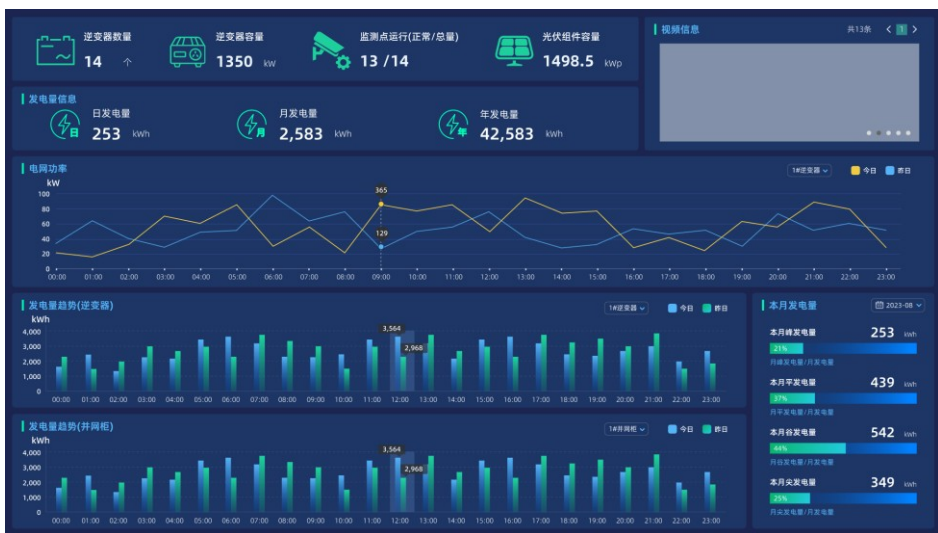 逆变器数量
14 个
逆变器容量
1350 kW
监测点运行(正常/总量)
13 /14
光伏组件容量
1498.5 kWp
视频信息
共13条 < 1 >
发电量信息
日
日发电量
253 kWh
月
月发电量
2,583 kWh
年
年发电量
42,583 kWh
电网功率
1#逆变器
今日 昨日
kW
100
80
60
40
20
0
365
129
00:00 01:00 02:00 03:00 04:00 05:00 06:00 07:00 08:00 09:00 10:00 11:00 12:00 13:00 14:00 15:00 16:00 17:00 18:00 19:00 20:00 21:00 22:00 23:00
发电量趋势(逆变器)
1#逆变器
今日 昨日
kWh
4,000
3,000
2,000
1,000
0
3,564
2,968
00:00 01:00 02:00 03:00 04:00 05:00 06:00 07:00 08:00 09:00 10:00 11:00 12:00 13:00 14:00 15:00 16:00 17:00 18:00 19:00 20:00 21:00 22:00 23:00
发电量趋势(并网柜)
1#并网柜
今日 昨日
kWh
4,000
3,000
2,000
1,000
0
3,564
2,968
00:00 01:00 02:00 03:00 04:00 05:00 06:00 07:00 08:00 09:00 10:00 11:00 12:00 13:00 14:00 15:00 16:00 17:00 18:00 19:00 20:00 21:00 22:00 23:00
本月发电量
2023-08
本月峰发电量 253 kWh
21%
月峰发电量/月发电量
本月平发电量 439 kWh
37%
月平发电量/月发电量
本月谷发电量 542 kWh
44%
月谷发电量/月发电量
本月尖发电量 349 kWh
25%
月尖发电量/月发电量